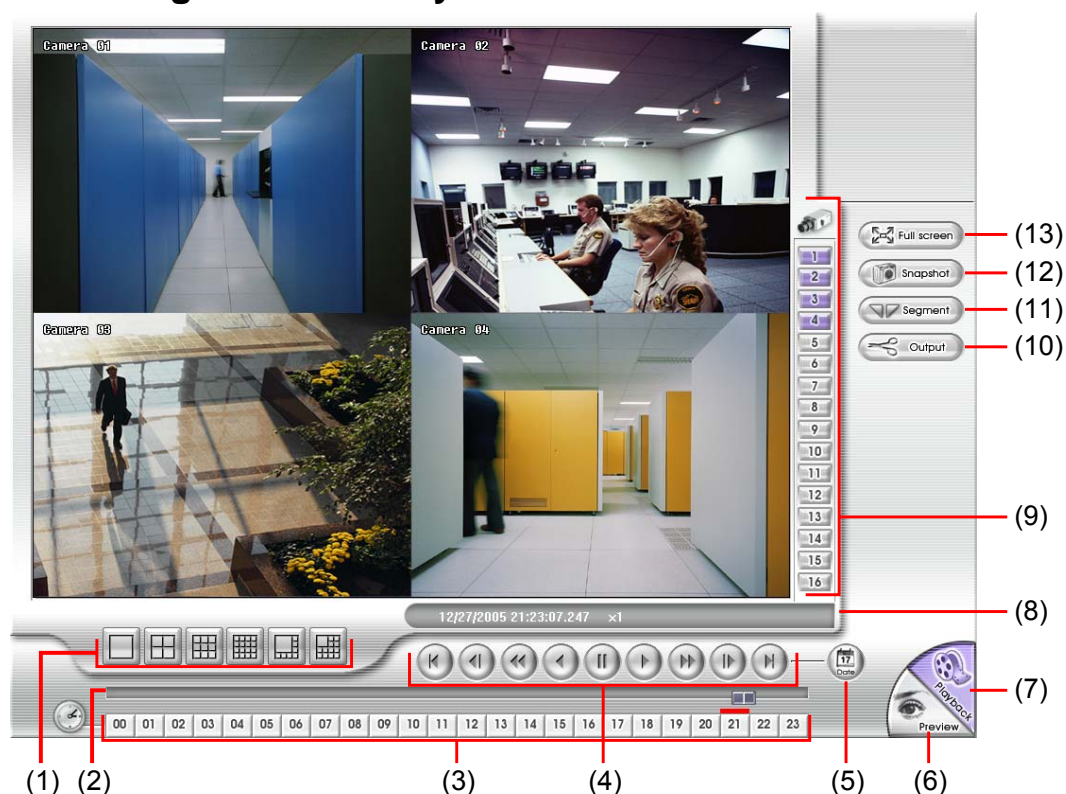 Camera 01
Camera 02
Camera 03
Camera 04
1
2
3
4
5
6
7
8
9
10
11
12
13
14
15
16
Full screen (13)
Snapshot (12)
Segment (11)
Output (10)
(9)
12/27/2005 21:23:07.247 ×1
(8)
(1)
17
Date
Playback
(7)
(2)
Preview
00 01 02 03 04 05 06 07 08 09 10 11 12 13 14 15 16 17 18 19 20 21 22 23
(3) (4) (5) (6)